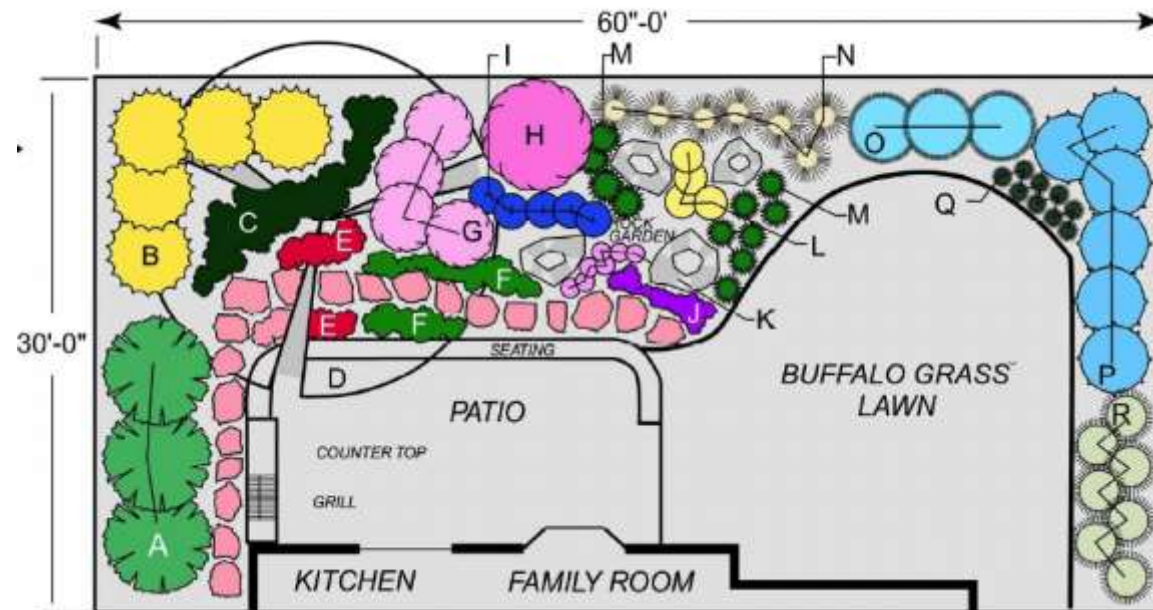 60"-0'
I
M
N
H
O
C
B
G
E
ROCK
GARDEN
M
Q
L
F
K
J
E
F
30'-0"
SEATING
D
P
BUFFALO GRASS
LAWN
PATIO
R
COUNTER TOP
GRILL
A
KITCHEN
FAMILY ROOM